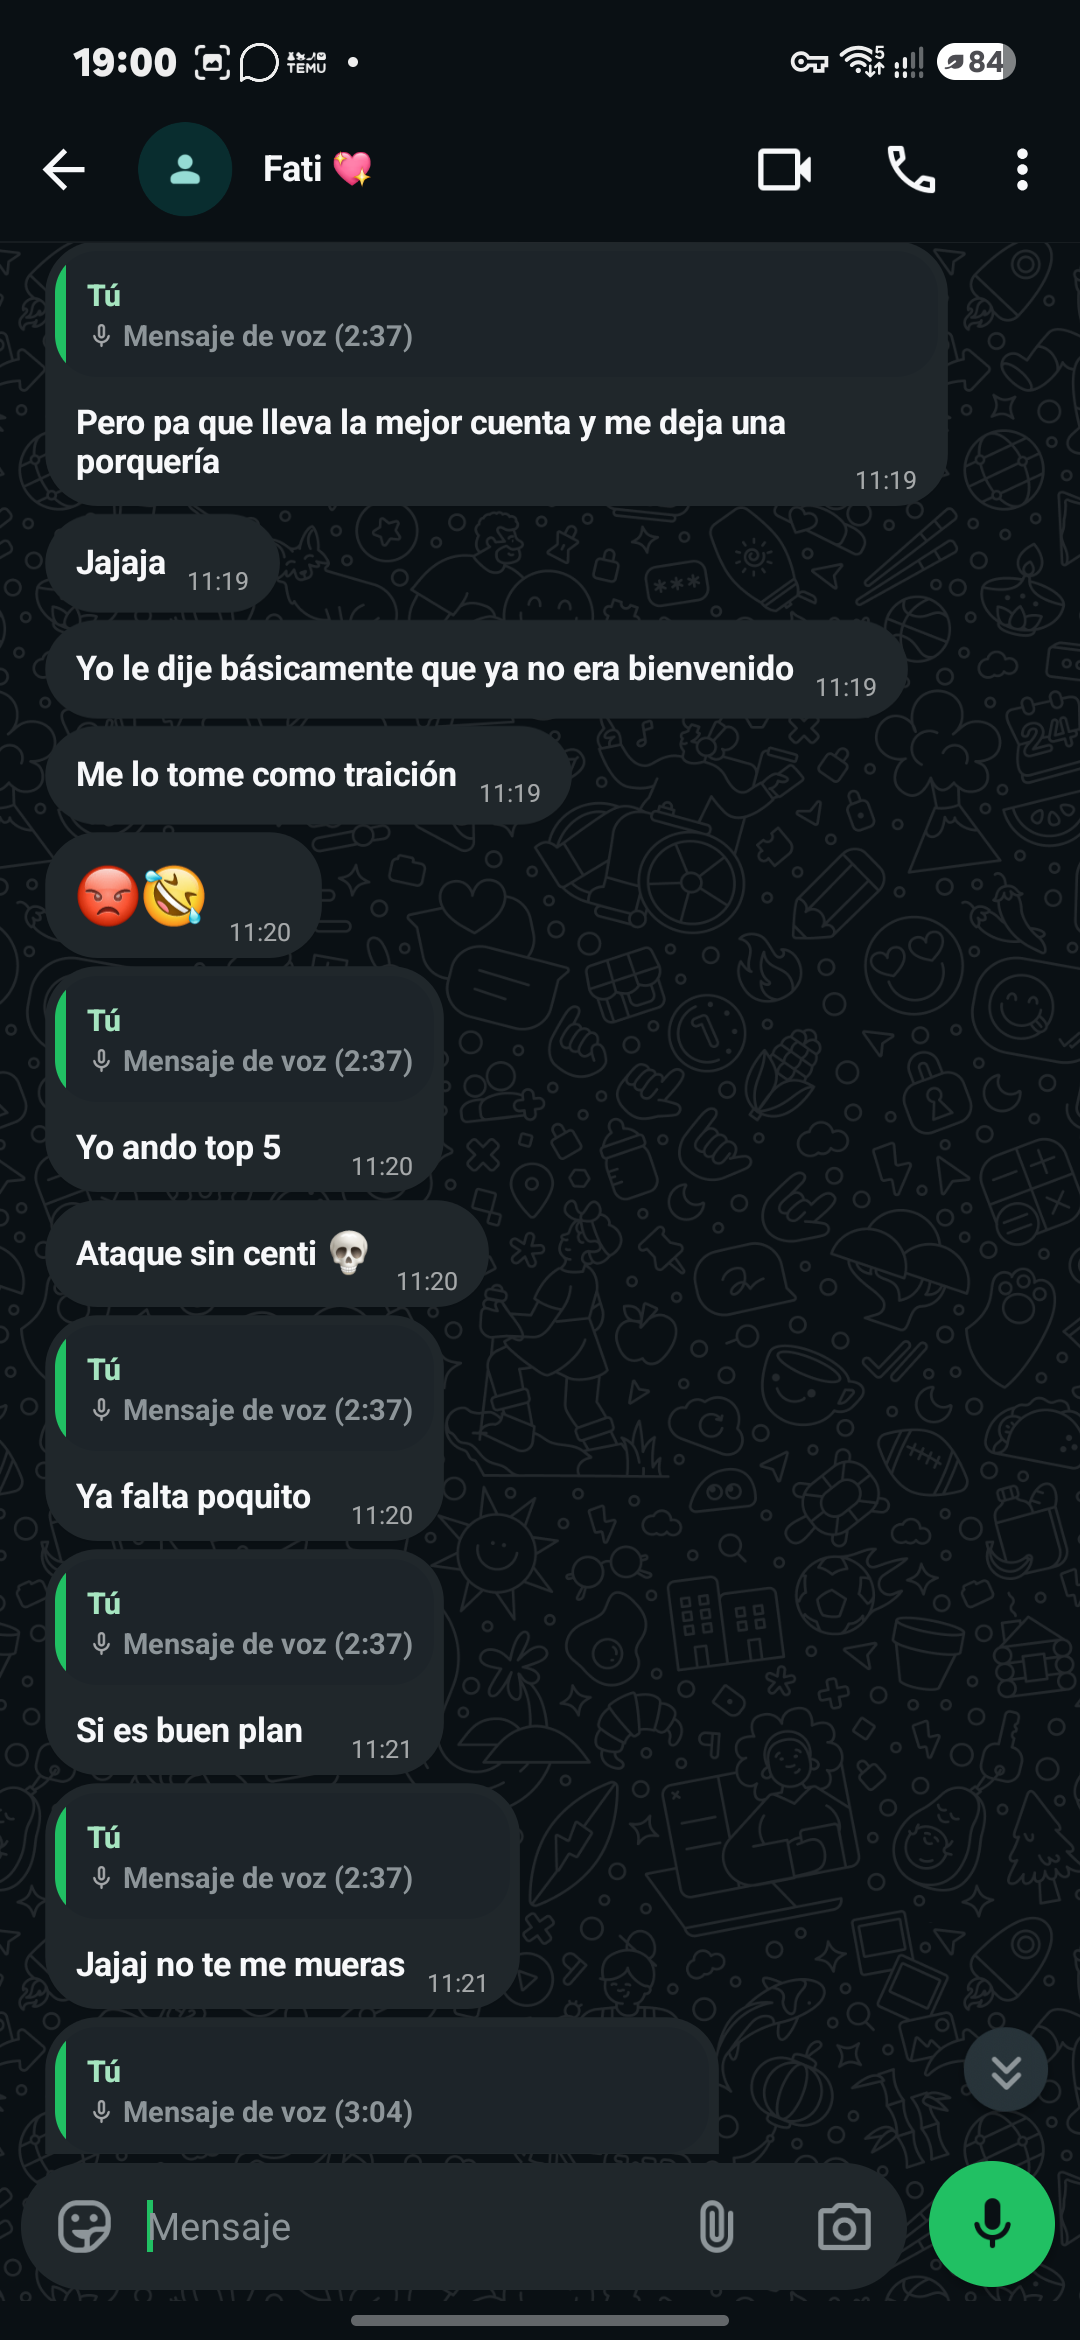 19:00 TEMU 5 84
Fati 💖
Tú
Mensaje de voz (2:37)
Pero pa que lleva la mejor cuenta y me deja una
porquería
11:19
Jajaja 11:19
Yo le dije básicamente que ya no era bienvenido 11:19
Me lo tome como traición 11:19
😡🤣 11:20
Tú
Mensaje de voz (2:37)
Yo ando top 5 11:20
Ataque sin centi 💀 11:20
Tú
Mensaje de voz (2:37)
Ya falta poquito 11:20
Tú
Mensaje de voz (2:37)
Si es buen plan 11:21
Tú
Mensaje de voz (2:37)
Jajaj no te me mueras 11:21
Tú
Mensaje de voz (3:04)
Mensaje